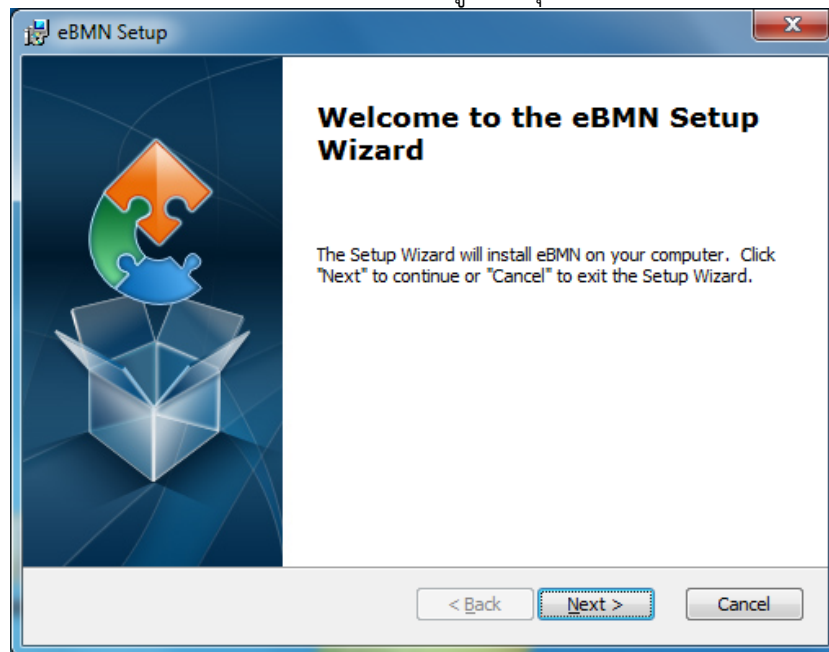 eBMN Setup
Welcome to the eBMN Setup
Wizard
The Setup Wizard will install eBMN on your computer. Click
"Next" to continue or "Cancel" to exit the Setup Wizard.
< Back
Next >
Cancel